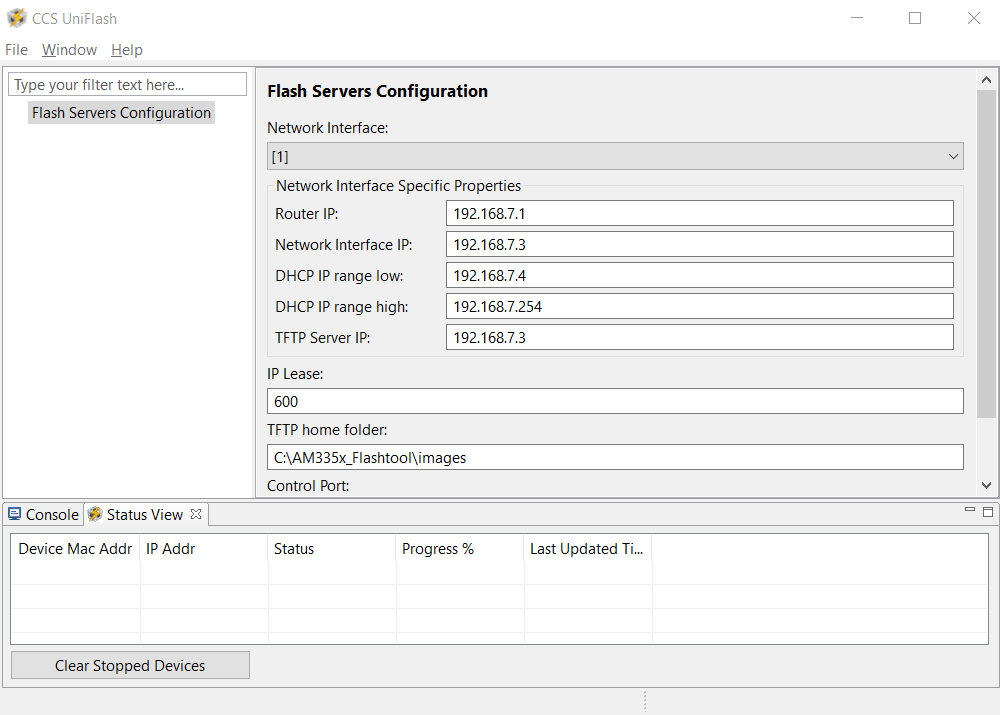 CCS UniFlash
File Window Help
Type your filter text here...
Flash Servers Configuration
Flash Servers Configuration
Network Interface:
[1]
Network Interface Specific Properties
Router IP: 192.168.7.1
Network Interface IP: 192.168.7.3
DHCP IP range low: 192.168.7.4
DHCP IP range high: 192.168.7.254
TFTP Server IP: 192.168.7.3
IP Lease:
600
TFTP home folder:
C:\AM335x_Flashtool\images
Control Port:
Console Status View
Device Mac Addr IP Addr Status Progress % Last Updated Ti...
Clear Stopped Devices